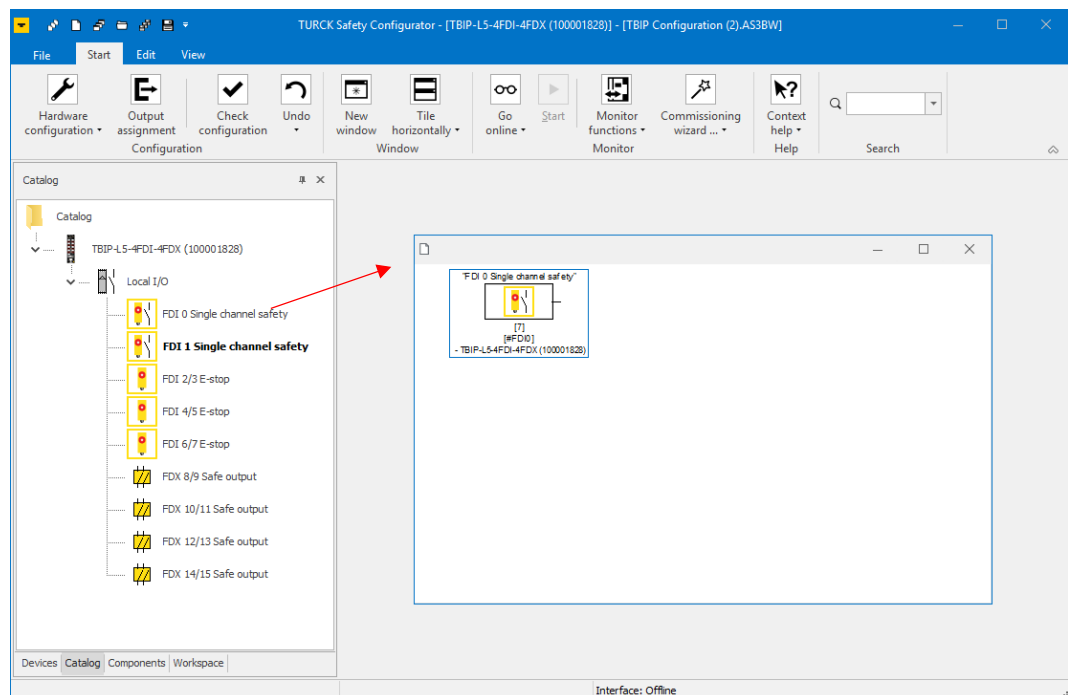 TURCK Safety Configurator - [TBIP-L5-4FDI-4FDX (100001828)] - [TBIP Configuration (2).AS3BW]
File Start Edit View
Hardware configuration
Output assignment
Check configuration
Undo
Configuration
New window
Tile horizontally
Window
Go online
Start
Monitor functions
Commissioning wizard ...
Monitor
Context help
Help
Search
Catalog
Catalog
TBIP-L5-4FDI-4FDX (100001828)
Local I/O
FDI 0 Single channel safety
FDI 1 Single channel safety
FDI 2/3 E-stop
FDI 4/5 E-stop
FDI 6/7 E-stop
FDX 8/9 Safe output
FDX 10/11 Safe output
FDX 12/13 Safe output
FDX 14/15 Safe output
Devices Catalog Components Workspace
"FDI 0 Single channel safety"
[7]
[#FDI0]
- TBIP-L5-4FDI-4FDX (100001828)
Interface: Offline